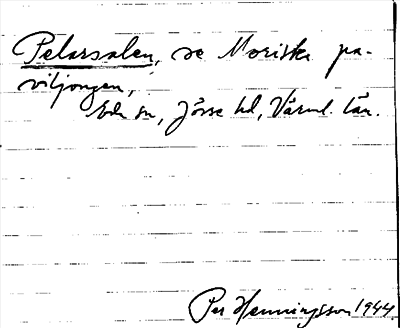 Pelarsalen, se Moriska pa-
viljongen,
Eda sn, Jösse hd, Värml. län.
Per Henningsson 1944